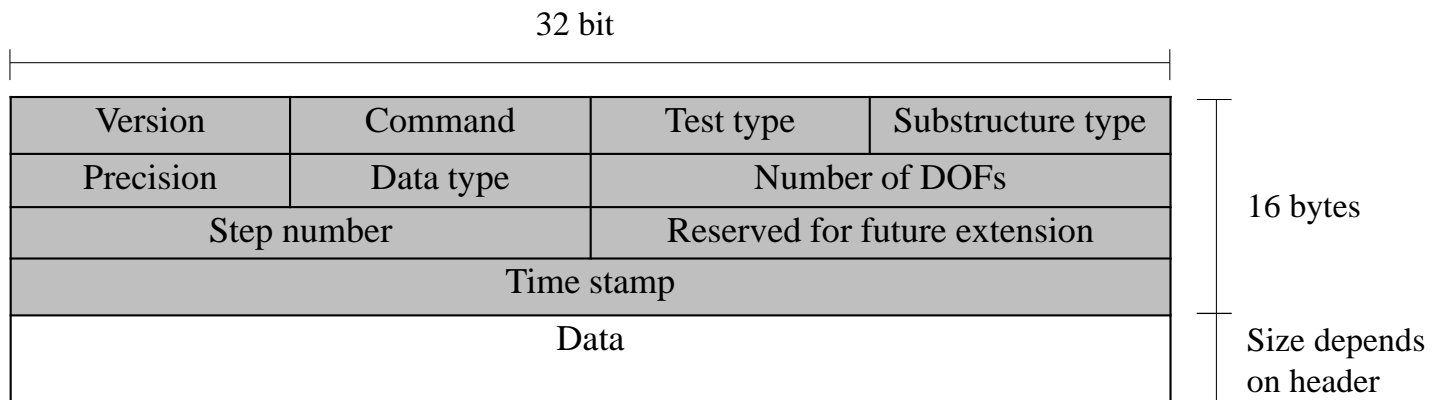 32 bit
Version Command Test type Substructure type
Precision Data type Number of DOFs
Step number Reserved for future extension
Time stamp
16 bytes
Data
Size depends
on header